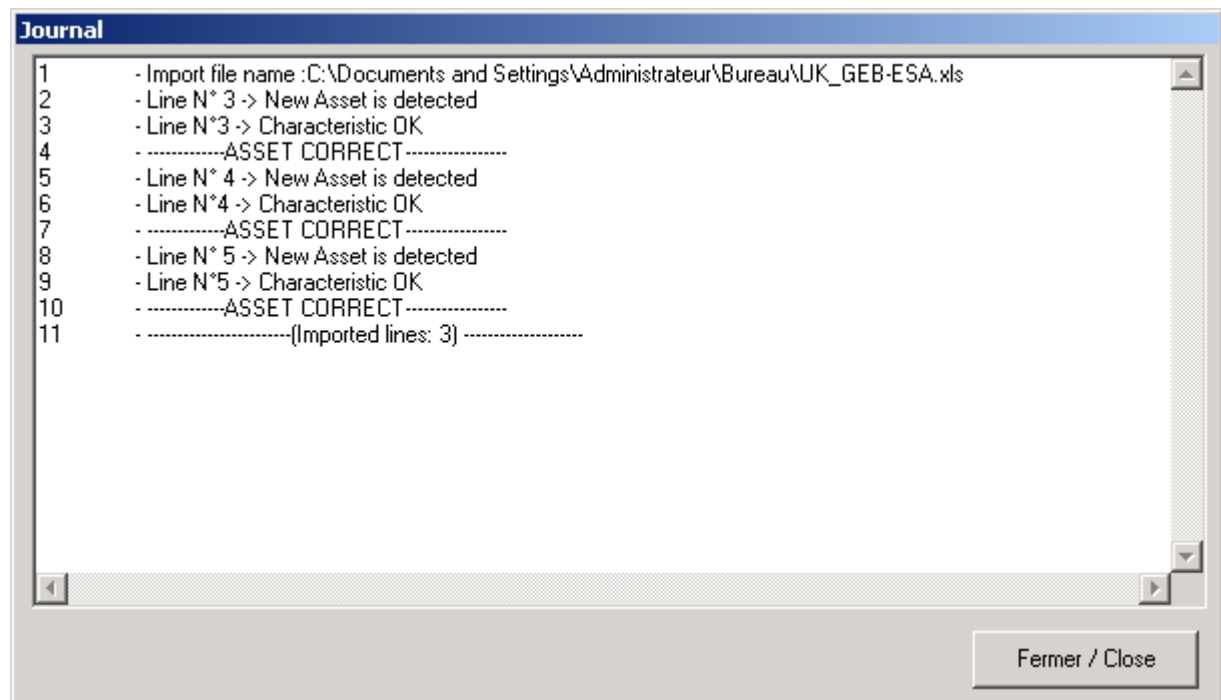 Journal
1 - Import file name :C:\Documents and Settings\Administrateur\Bureau\UK_GEB-ESA.xls
2 - Line N° 3 -> New Asset is detected
3 - Line N°3 -> Characteristic OK
4 - -------------ASSET CORRECT-----------------
5 - Line N° 4 -> New Asset is detected
6 - Line N°4 -> Characteristic OK
7 - -------------ASSET CORRECT-----------------
8 - Line N° 5 -> New Asset is detected
9 - Line N°5 -> Characteristic OK
10 - -------------ASSET CORRECT-----------------
11 - ------------------------(Imported lines: 3) --------------------
Fermer / Close